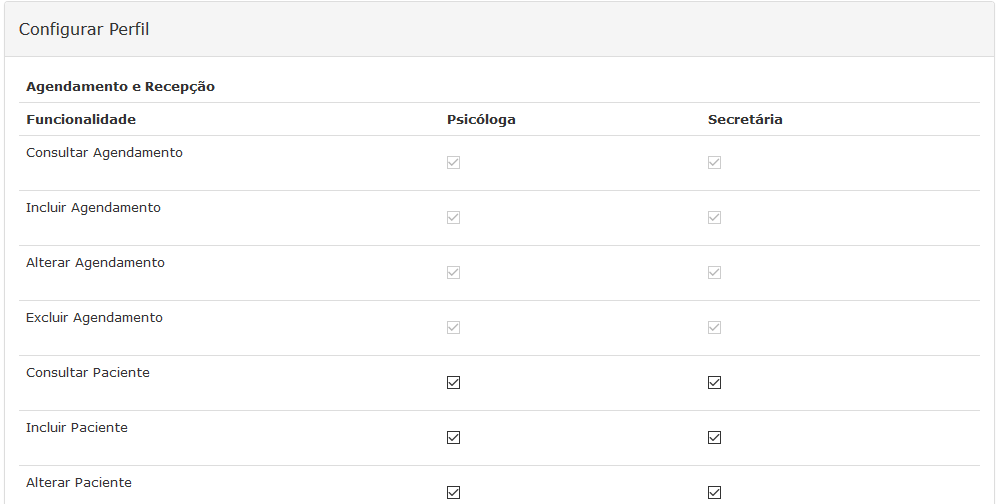 Configurar Perfil
Agendamento e Recepção
Funcionalidade Psicóloga Secretária
Consultar Agendamento
Incluir Agendamento
Alterar Agendamento
Excluir Agendamento
Consultar Paciente
Incluir Paciente
Alterar Paciente